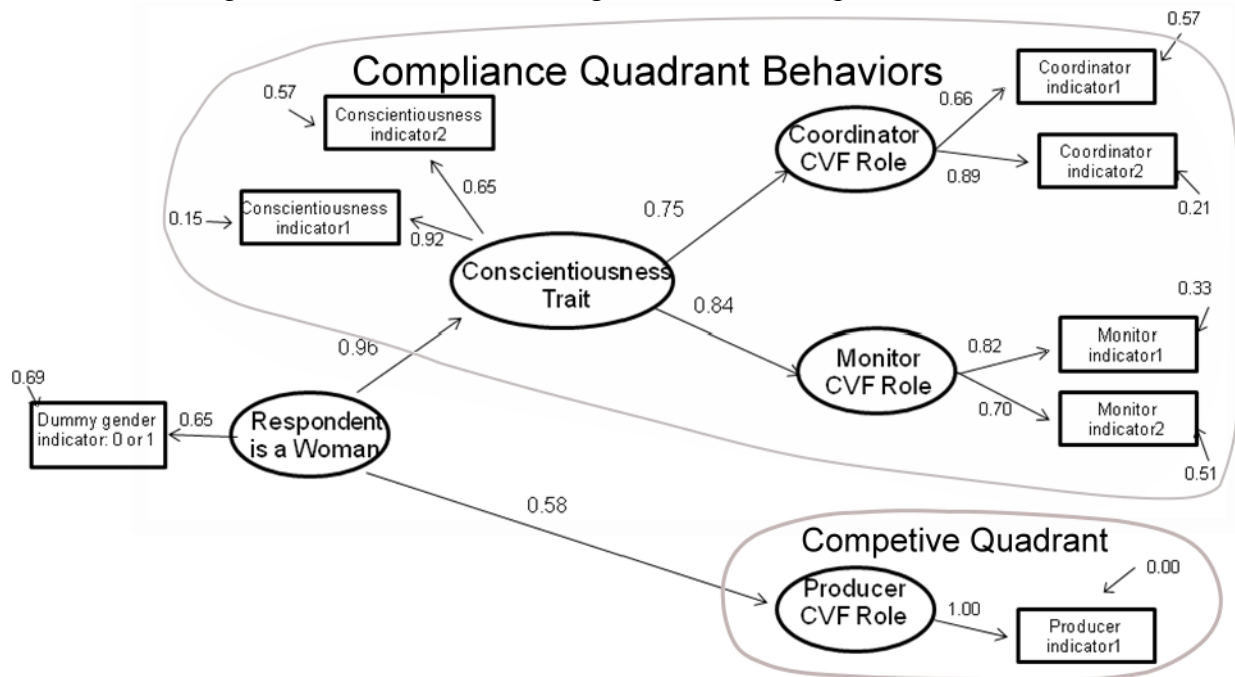 Compliance Quadrant Behaviors
0.57
Conscientiousness
indicator2
0.65
0.15
Conscientiousness
indicator1
0.92
Conscientiousness
Trait
0.75
Coordinator
CVF Role
0.66
0.57
Coordinator
indicator1
0.89
Coordinator
indicator2
0.21
0.84
Monitor
CVF Role
0.82
0.33
Monitor
indicator1
0.70
Monitor
indicator2
0.51
0.96
0.69
Dummy gender
indicator: 0 or 1
0.65
Respondent
is a Woman
0.58
Competive Quadrant
Producer
CVF Role
1.00
0.00
Producer
indicator1